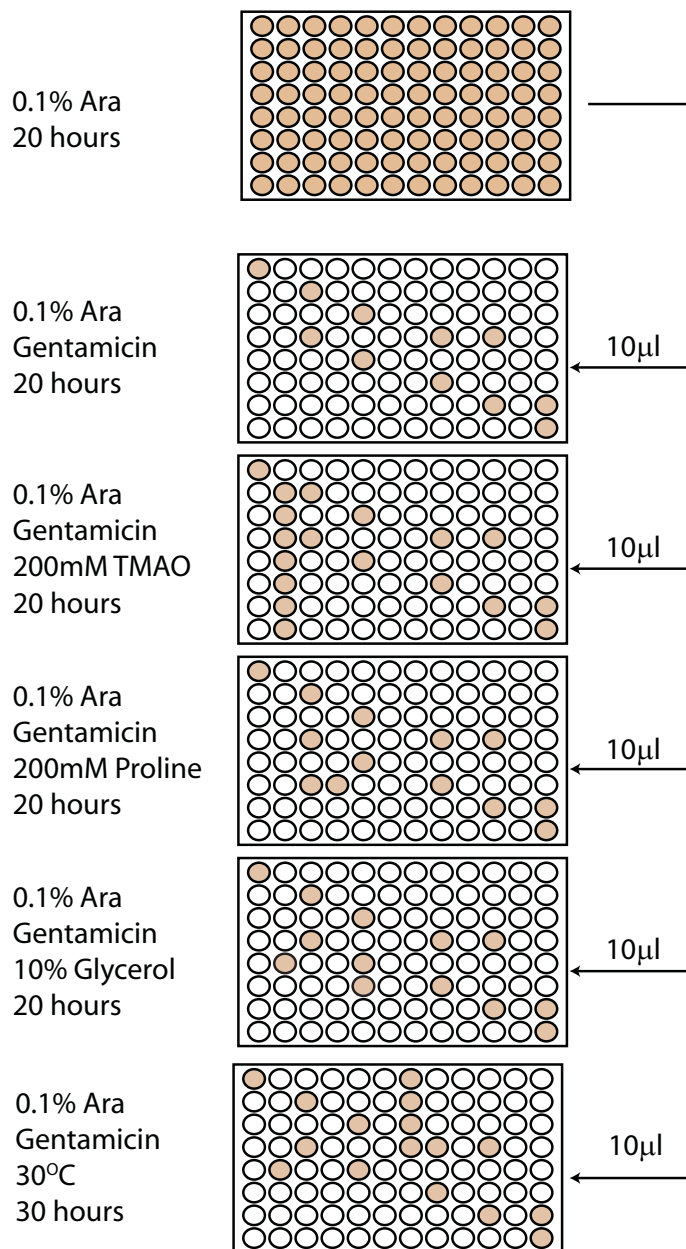 0.1% Ara
20 hours
0.1% Ara
Gentamicin
20 hours
10μl
0.1% Ara
Gentamicin
200mM TMAO
20 hours
10μl
0.1% Ara
Gentamicin
200mM Proline
20 hours
10μl
0.1% Ara
Gentamicin
10% Glycerol
20 hours
10μl
0.1% Ara
Gentamicin
30°C
30 hours
10μl